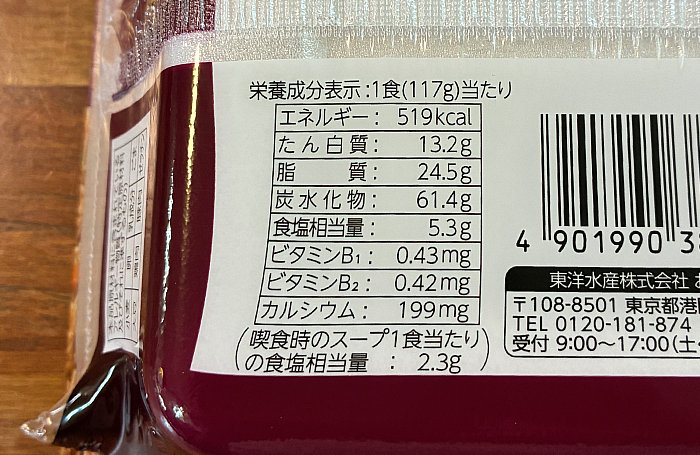 栄養成分表示:1食(117g)当たり
エネルギー: 519kcal
たん白質: 13.2g
脂質: 24.5g
炭水化物: 61.4g
食塩相当量: 5.3g
ビタミンB₁: 0.43mg
ビタミンB₂: 0.42mg
カルシウム: 199mg
(喫食時のスープ1食当たり
の食塩相当量 : 2.3g)
4 901990 3
東洋水産株式会社 お
〒108-8501 東京都港
TEL 0120-181-874
受付 9:00〜17:00(土・